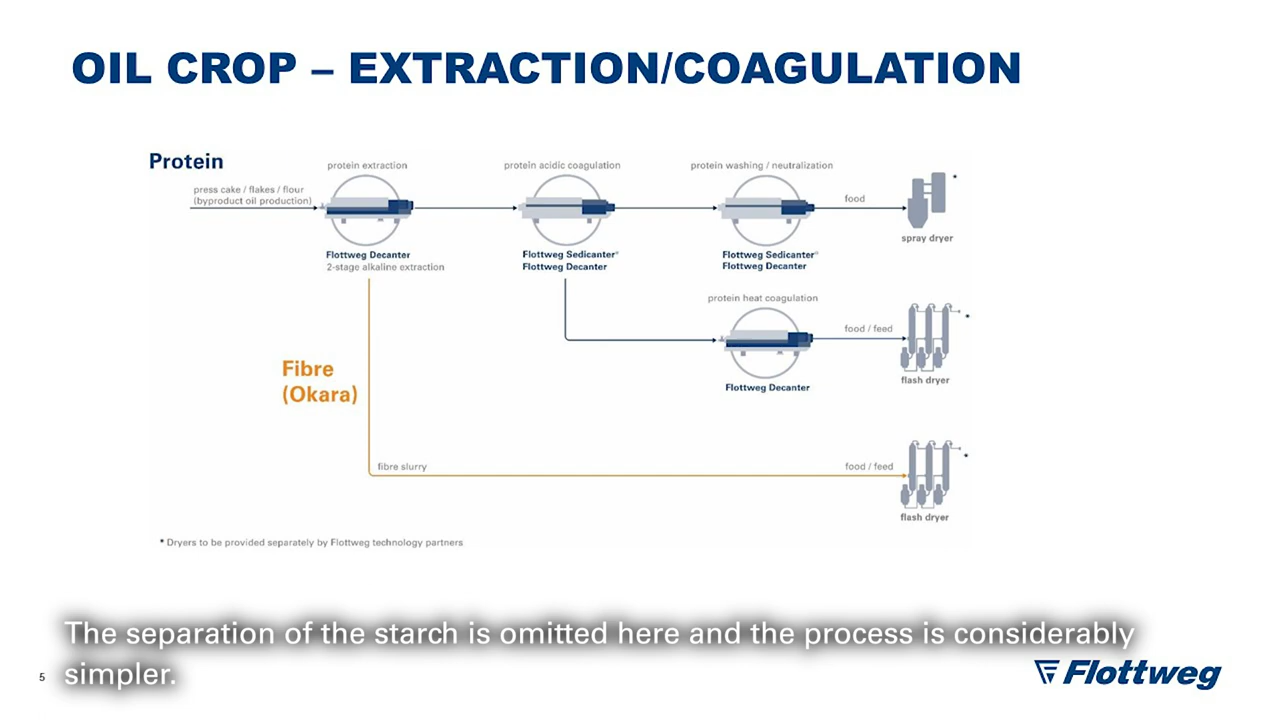 OIL CROP – EXTRACTION/COAGULATION
Protein
protein extraction
protein acidic coagulation
protein washing / neutralization
press cake / flakes / flour
(byproduct oil production)
food
spray dryer
Flottweg Decanter
2-stage alkaline extraction
Flottweg Sedicanter®
Flottweg Decanter
Flottweg Sedicanter®
Flottweg Decanter
protein heat coagulation
food / feed
flash dryer
Flottweg Decanter
Fibre
(Okara)
fibre slurry
food / feed
flash dryer
* Dryers to be provided separately by Flottweg technology partners
The separation of the starch is omitted here and the process is considerably
simpler.
5
Flottweg